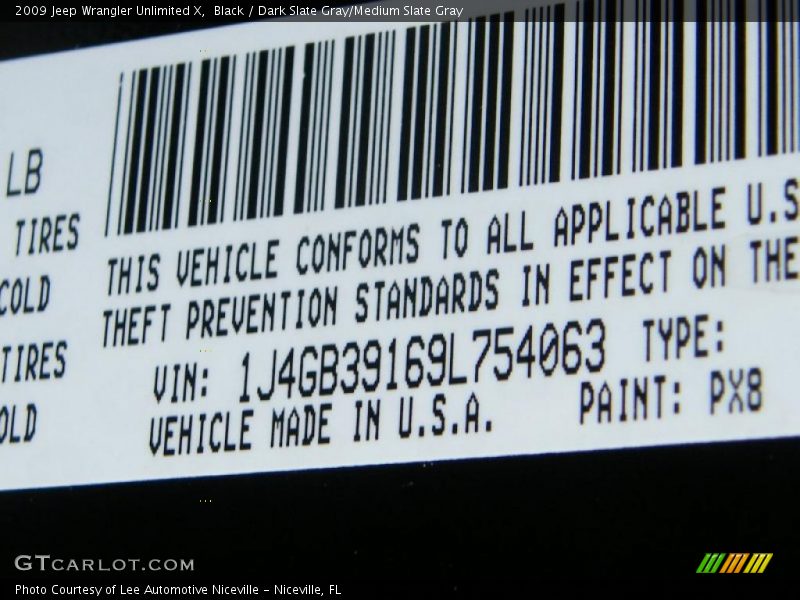 2009 Jeep Wrangler Unlimited X,  Black / Dark Slate Gray/Medium Slate Gray
LB
TIRES
COLD
TIRES
OLD
THIS VEHICLE CONFORMS TO ALL APPLICABLE U.S
THEFT PREVENTION STANDARDS IN EFFECT ON THE
VIN: 1J4GB39169L754063 TYPE:
VEHICLE MADE IN U.S.A. PAINT: PX8
GTCARLOT.COM
Photo Courtesy of Lee Automotive Niceville – Niceville, FL